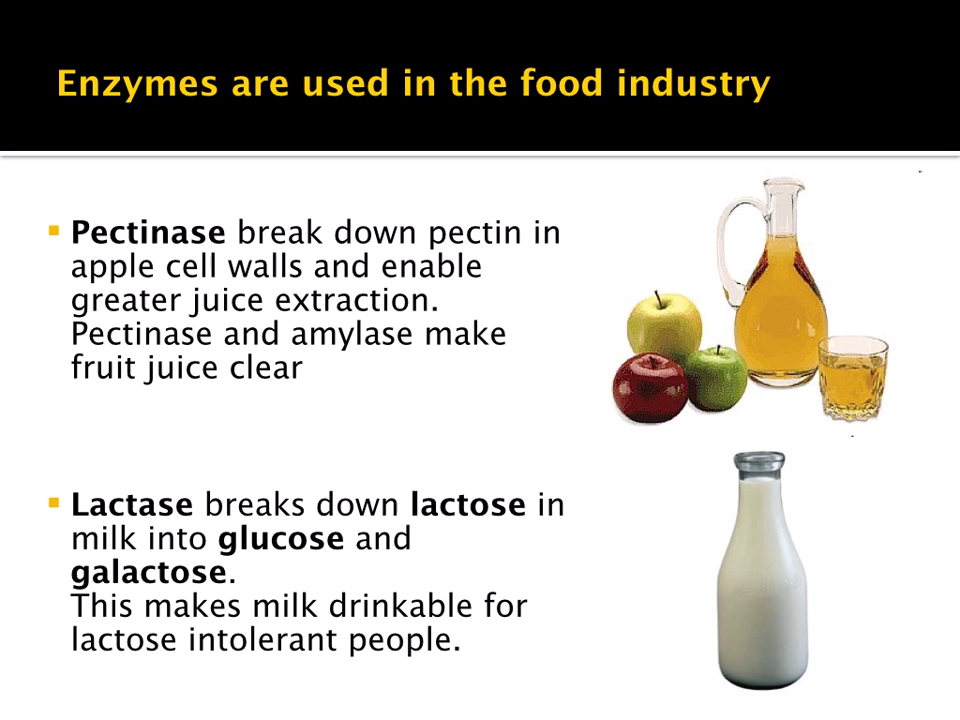 Enzymes are used in the food industry
▪ Pectinase break down pectin in
apple cell walls and enable
greater juice extraction.
Pectinase and amylase make
fruit juice clear
▪ Lactase breaks down lactose in
milk into glucose and
galactose.
This makes milk drinkable for
lactose intolerant people.